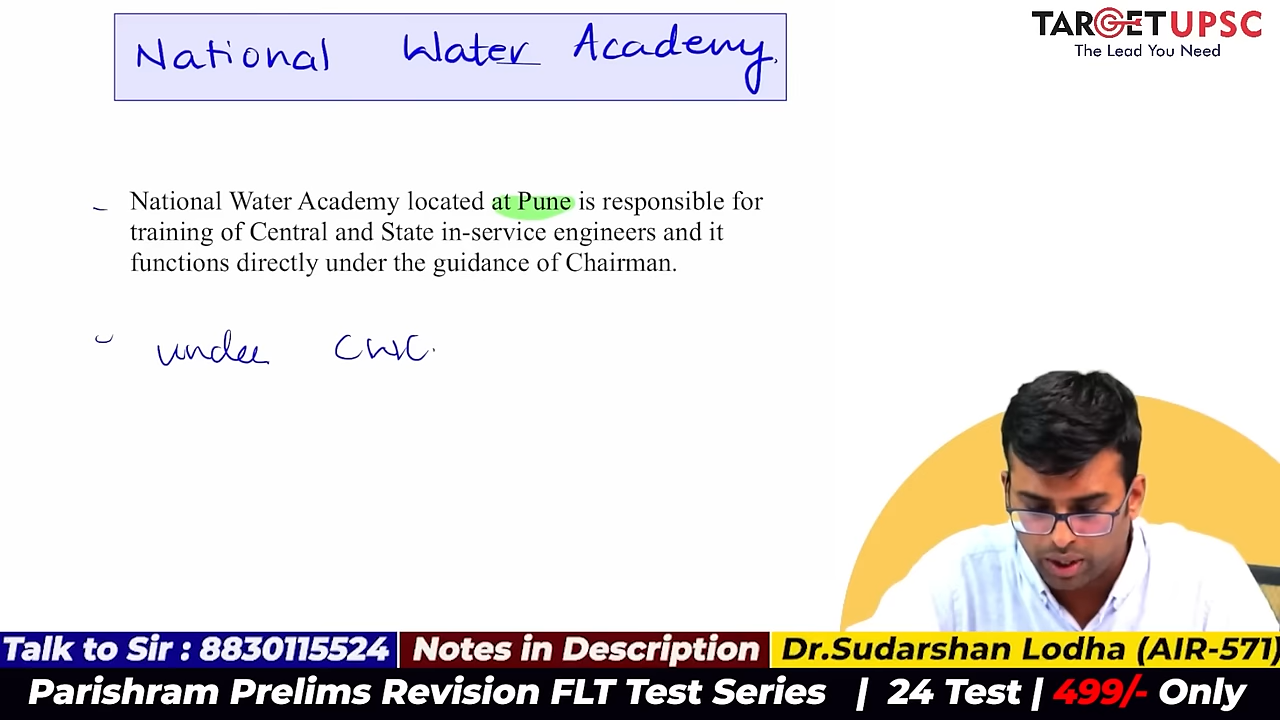 National Water Academy.
TARGET UPSC
The Lead You Need
National Water Academy located at Pune is responsible for
training of Central and State in-service engineers and it
functions directly under the guidance of Chairman.
under CWC.
Talk to Sir : 8830115524 Notes in Description Dr.Sudarshan Lodha (AIR-571)
Parishram Prelims Revision FLT Test Series | 24 Test | 499/- Only